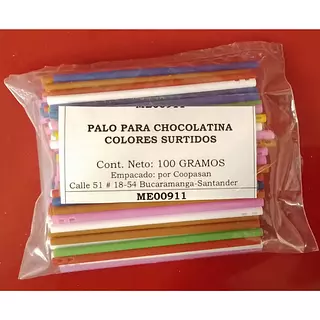 ME00911
PALO PARA CHOCOLATINA
COLORES SURTIDOS
Cont. Neto: 100 GRAMOS
Empacado: por Coopasan
Calle 51 # 18-54 Bucaramanga-Santander
ME00911